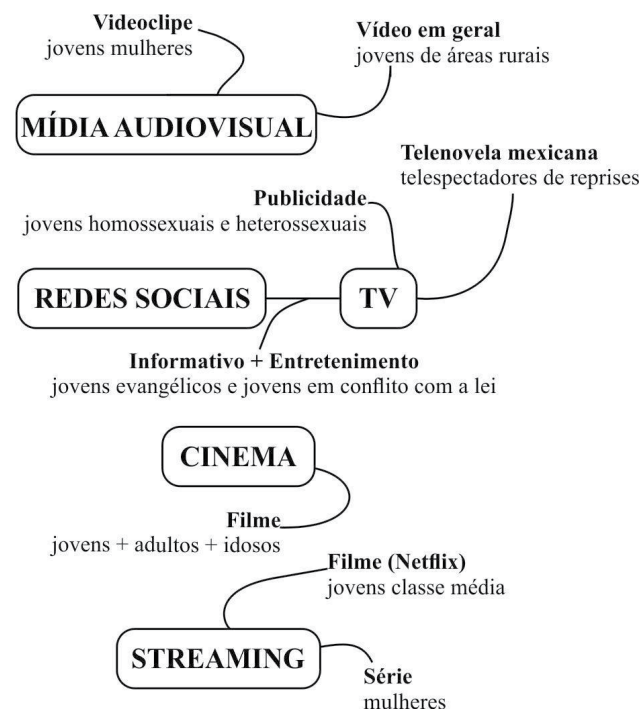 Videoclipe
jovens mulheres
Vídeo em geral
jovens de áreas rurais
MÍDIA AUDIOVISUAL
Telenovela mexicana
telespectadores de reprises
Publicidade
jovens homossexuais e heterossexuais
REDES SOCIAIS
TV
Informativo + Entretenimento
jovens evangélicos e jovens em conflito com a lei
CINEMA
Filme
jovens + adultos + idosos
Filme (Netflix)
jovens classe média
STREAMING
Série
mulheres